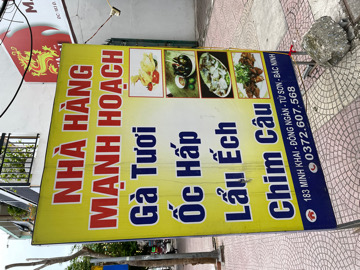 NHÀ HÀNG
MẠNH HOẠCH
Gà Tươi
Ốc Hấp
Lẩu Ếch
Chim Câu
163 MINH KHAI - ĐÔNG NGÀN - TỪ SƠN - BẮC NINH
0372.607.568